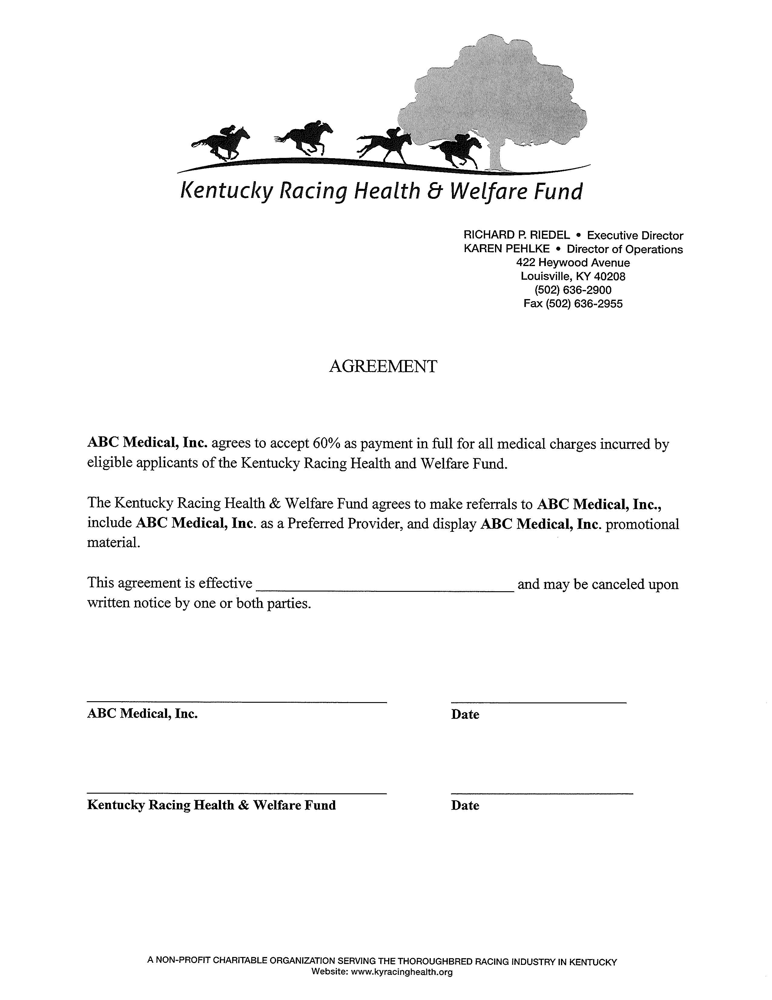 Kentucky Racing Health & Welfare Fund
RICHARD P. RIEDEL • Executive Director
KAREN PEHLKE • Director of Operations
422 Heywood Avenue
Louisville, KY 40208
(502) 636-2900
Fax (502) 636-2955
AGREEMENT
ABC Medical, Inc. agrees to accept 60% as payment in full for all medical charges incurred by
eligible applicants of the Kentucky Racing Health and Welfare Fund.
The Kentucky Racing Health & Welfare Fund agrees to make referrals to ABC Medical, Inc.,
include ABC Medical, Inc. as a Preferred Provider, and display ABC Medical, Inc. promotional
material.
This agreement is effective ____________________ and may be canceled upon
written notice by one or both parties.
ABC Medical, Inc. Date
Kentucky Racing Health & Welfare Fund Date
A NON-PROFIT CHARITABLE ORGANIZATION SERVING THE THOROUGHBRED RACING INDUSTRY IN KENTUCKY
Website: www.kyracinghealth.org